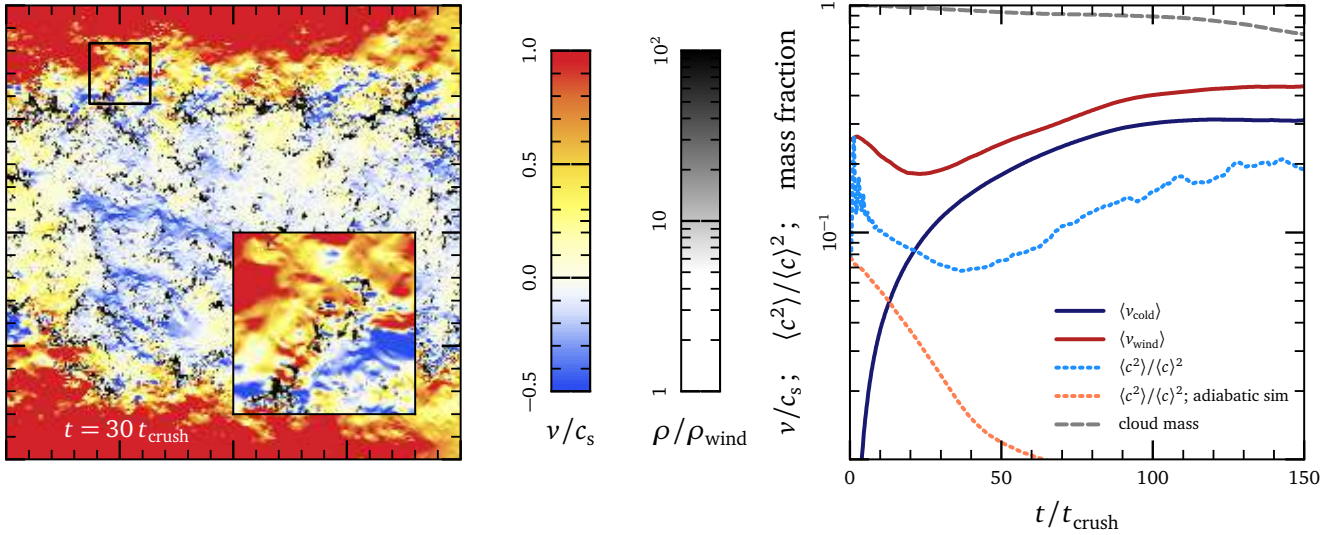 t = 30 t_crush
1.0
0.5
0.0
−0.5
v/c_s
10^2
10
1
ρ/ρ_wind
v/c_s ; ⟨c^2⟩/⟨c⟩^2 ; mass fraction
1
10^−1
⟨v_cold⟩
⟨v_wind⟩
⟨c^2⟩/⟨c⟩^2
⟨c^2⟩/⟨c⟩^2; adiabatic sim
cloud mass
0 50 100 150
t/t_crush